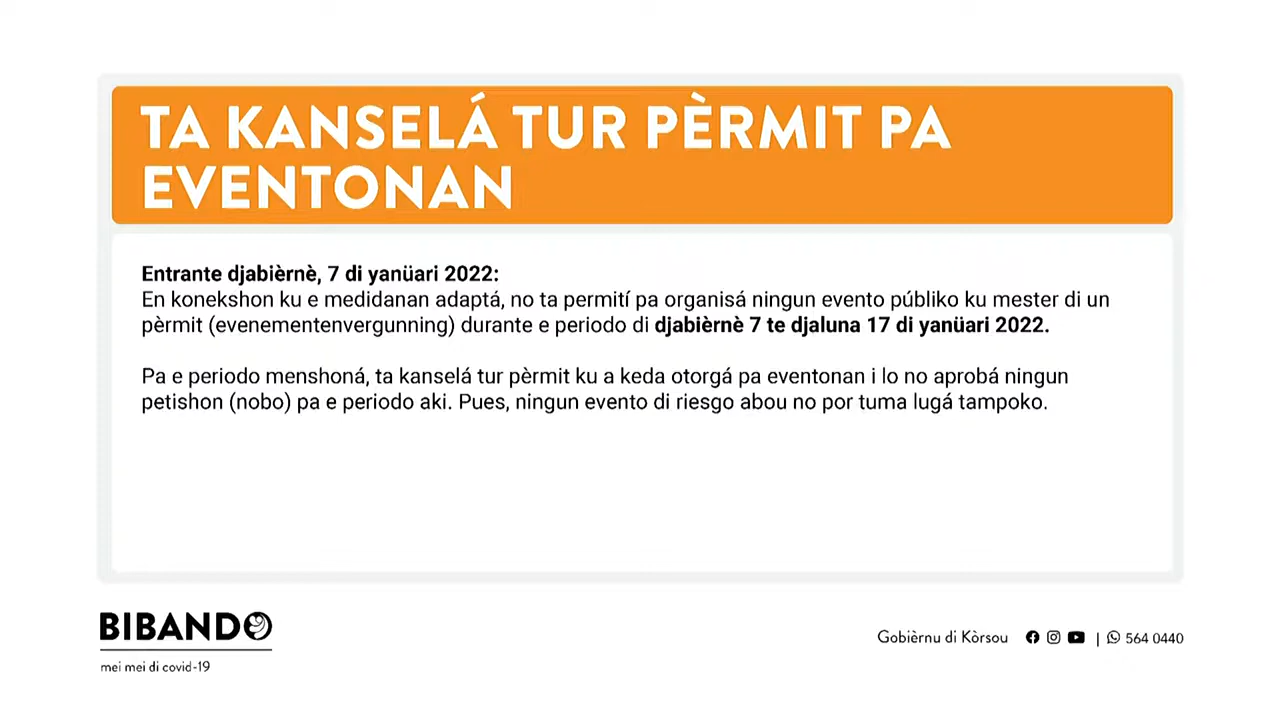 TA KANSELÁ TUR PÈRMIT PA
EVENTONAN
Entrante djabièrnè, 7 di yanüari 2022:
En konekshon ku e medidanan adaptá, no ta permití pa organisá ningun evento públiko ku mester di un
pèrmit (evenementenvergunning) durante e periodo di djabièrnè 7 te djaluna 17 di yanüari 2022.
Pa e periodo menshoná, ta kanselá tur pèrmit ku a keda otorgá pa eventonan i lo no aprobá ningun
petishon (nobo) pa e periodo aki. Pues, ningun evento di riesgo abou no por tuma lugá tampoko.
BIBANDO
mei mei di covid-19
Gobièrnu di Kòrsou | 564 0440